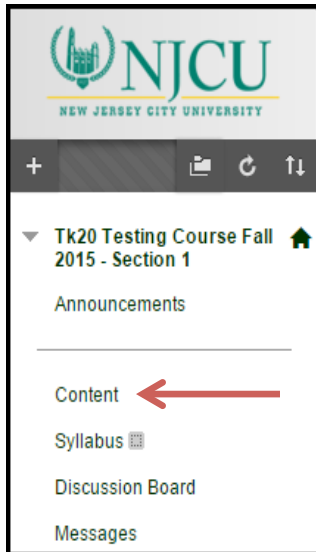 NJCU
NEW JERSEY CITY UNIVERSITY
Tk20 Testing Course Fall
2015 - Section 1
Announcements
Content
Syllabus
Discussion Board
Messages